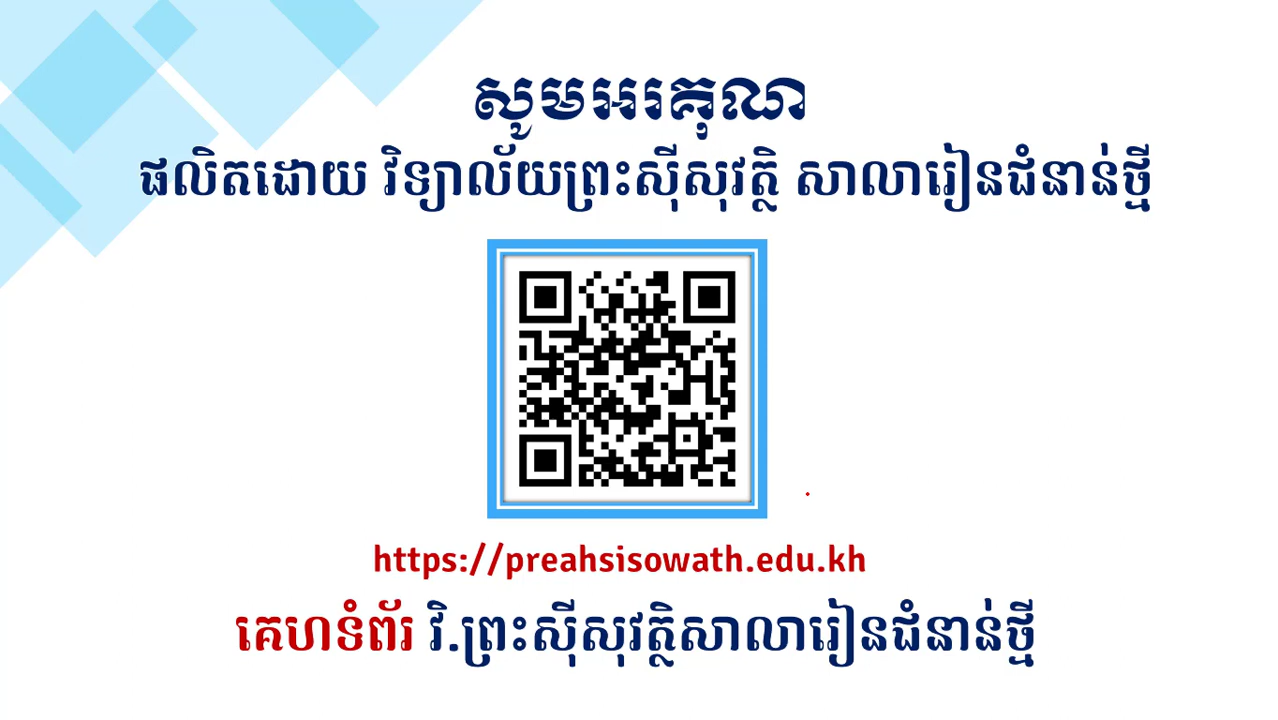 សូមអរគុណ
ផលិតដោយ វិទ្យាល័យព្រះស៊ីសុវត្ថិ សាលារៀនជំនាន់ថ្មី
https://preahsisowath.edu.kh
គេហទំព័រ វិ.ព្រះស៊ីសុវត្ថិសាលារៀនជំនាន់ថ្មី